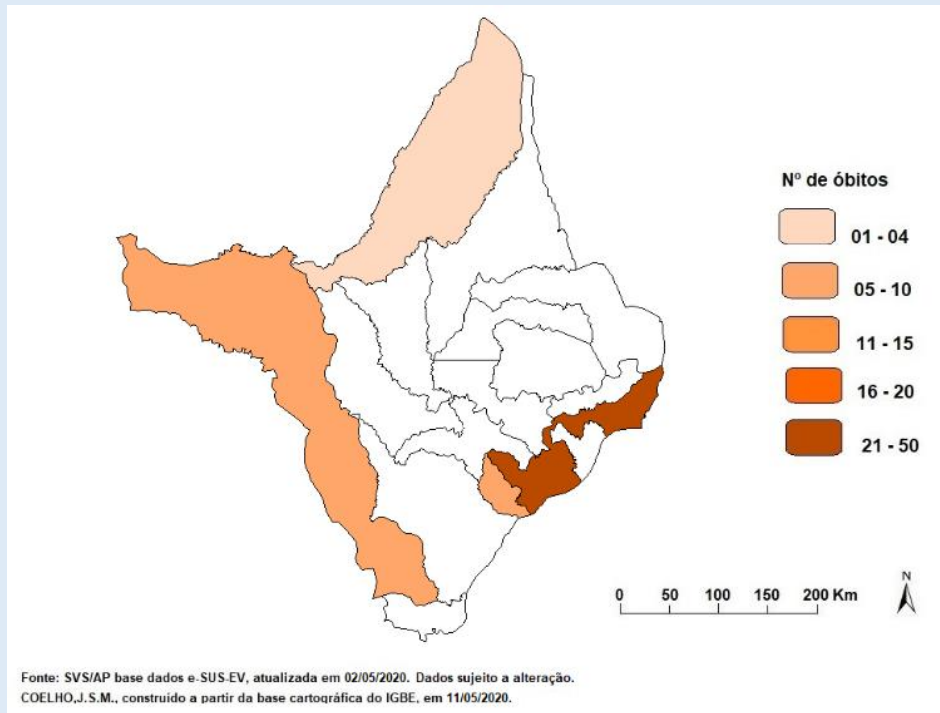 Nº de óbitos
01 - 04
05 - 10
11 - 15
16 - 20
21 - 50
N
0 50 100 150 200 Km
Fonte: SVS/AP base dados e-SUS-EV, atualizada em 02/05/2020. Dados sujeito a alteração.
COELHO,J.S.M., construído a partir da base cartográfica do IGBE, em 11/05/2020.